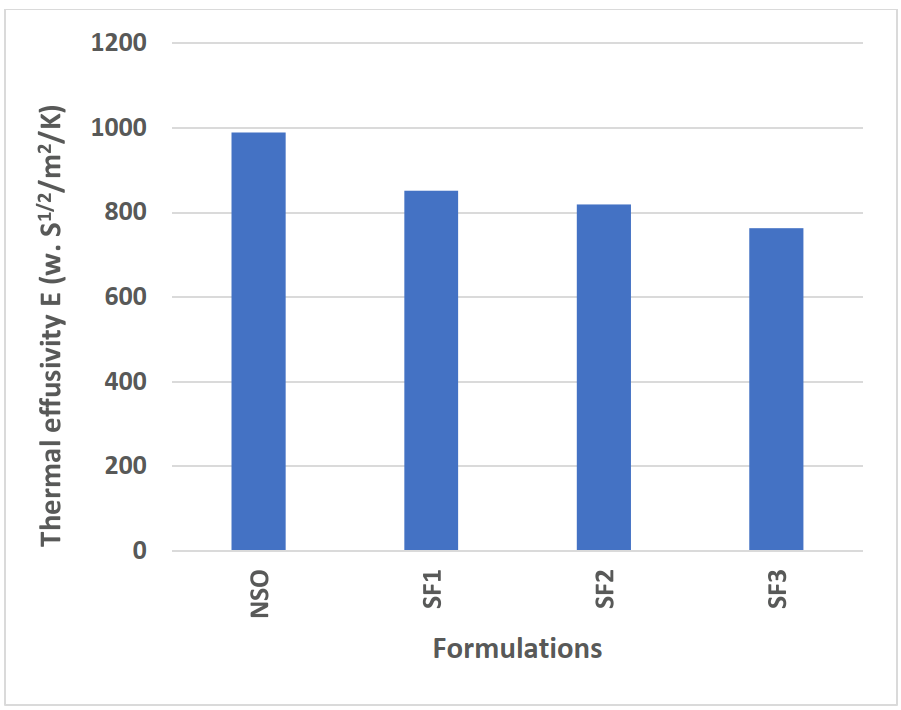 Thermal effusivity E (w. S1/2/m2/K)
1200
1000
800
600
400
200
0
NSO
SF1
SF2
SF3
Formulations